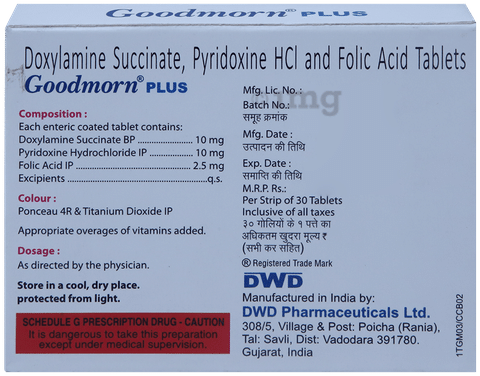 Goodmorn® PLUS
Doxylamine Succinate, Pyridoxine HCl and Folic Acid Tablets
Goodmorn® PLUS
Composition :
Each enteric coated tablet contains:
Doxylamine Succinate BP ....................... 10 mg
Pyridoxine Hydrochloride IP ................ 10 mg
Folic Acid IP .............................................. 2.5 mg
Excipients ..............................................q.s.
Colour :
Ponceau 4R & Titanium Dioxide IP
Appropriate overages of vitamins added.
Dosage :
As directed by the physician.
Store in a cool, dry place.
protected from light.
SCHEDULE G PRESCRIPTION DRUG - CAUTION
It is dangerous to take this preparation
except under medical supervision.
Mfg. Lic. No. :
Batch No.:
समूह क्रमांक
Mfg. Date :
उत्पादन की तिथि
Exp. Date :
समाप्ति की तिथि
M.R.P. Rs.:
Per Strip of 30 Tablets
Inclusive of all taxes
३० गोलियों के १ पत्ते का
अधिकतम खुदरा मूल्य ₹
(सभी कर सहित)
® Registered Trade Mark
DWD
Manufactured in India by:
DWD Pharmaceuticals Ltd.
308/5, Village & Post: Poicha (Rania),
Tal: Savli, Dist: Vadodara 391780.
Gujarat, India
1TGM03/CCB02